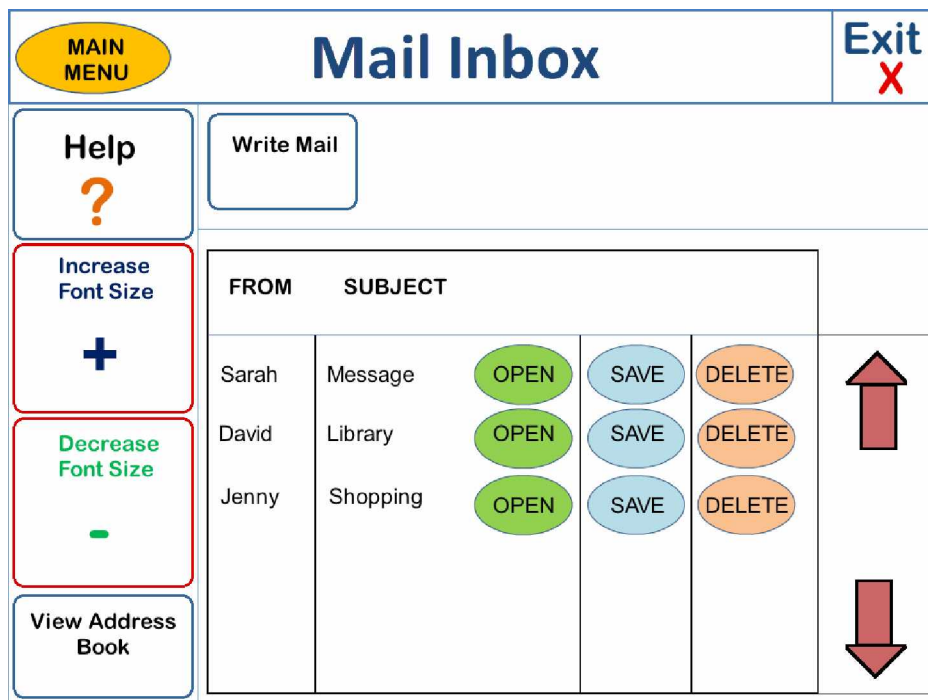 MAIN
MENU
Mail Inbox
Exit
X
Help
?
Write Mail
Increase
Font Size
+
Decrease
Font Size
-
View Address
Book
FROM SUBJECT
Sarah Message OPEN SAVE DELETE
David Library OPEN SAVE DELETE
Jenny Shopping OPEN SAVE DELETE